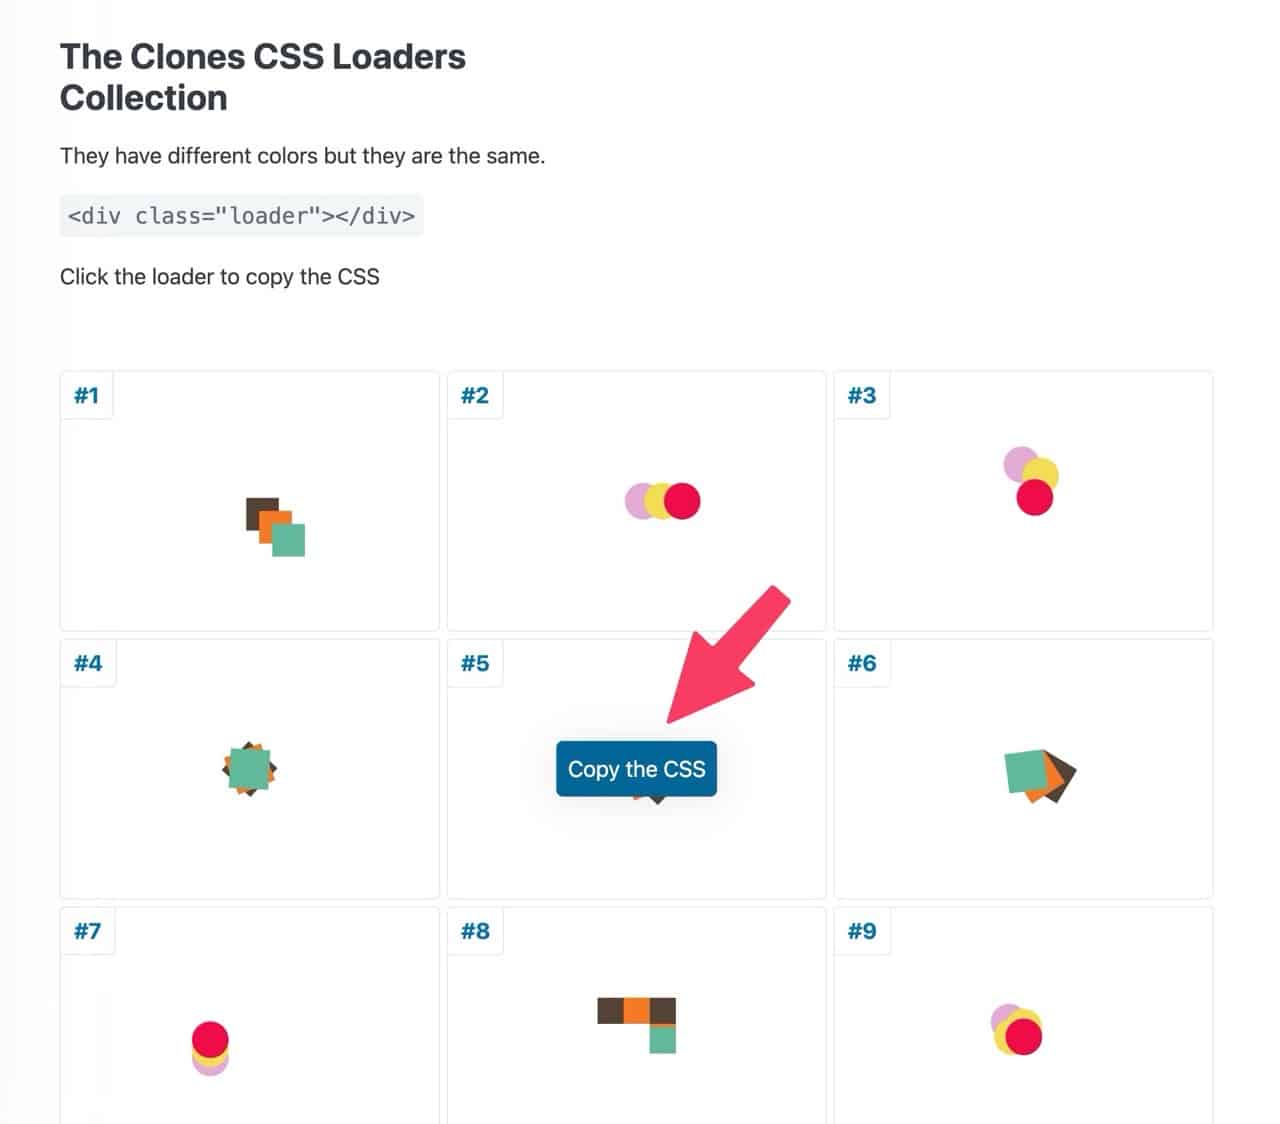 The Clones CSS Loaders
Collection
They have different colors but they are the same.
<div class="loader"></div>
Click the loader to copy the CSS
#1
#2
#3
#4
#5
#6
Copy the CSS
#7
#8
#9